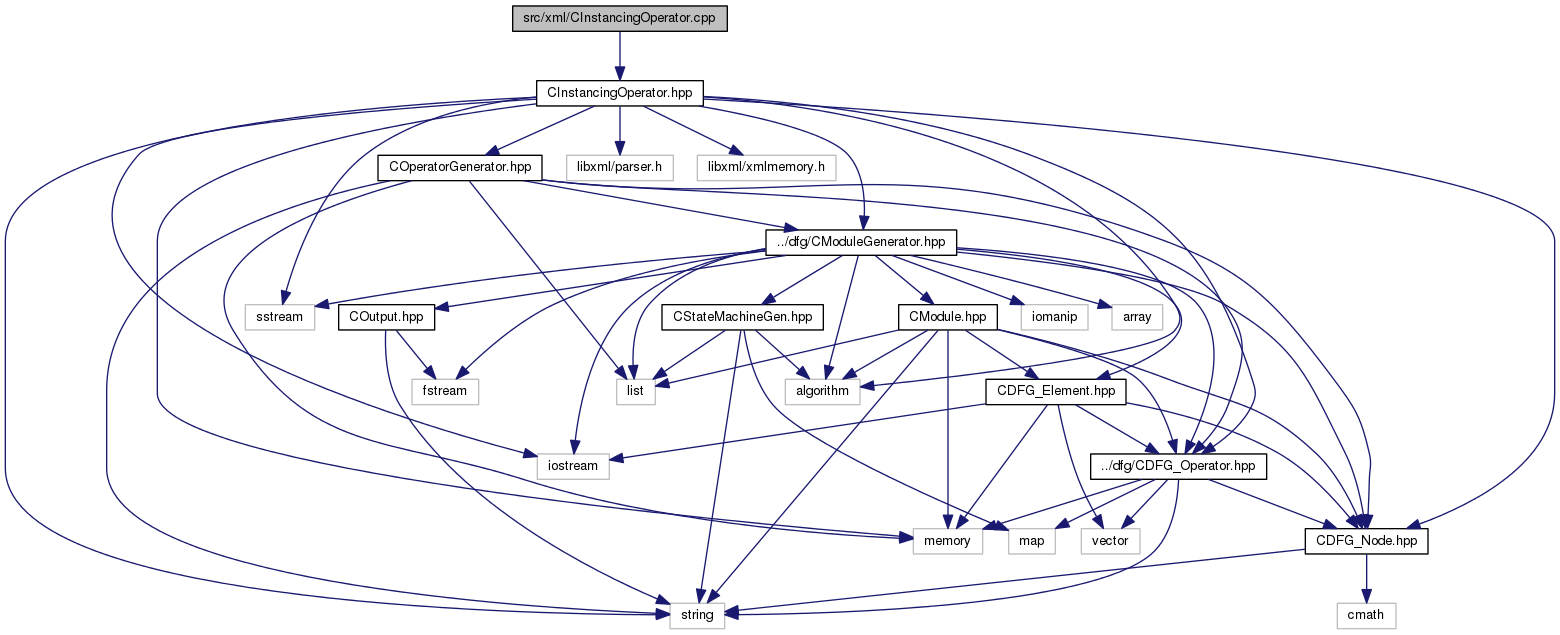 src/xml/CInstancingOperator.cpp
CInstancingOperator.hpp
COperatorGenerator.hpp
libxml/parser.h
libxml/xmlmemory.h
../dfg/CModuleGenerator.hpp
sstream
COutput.hpp
CStateMachineGen.hpp
CModule.hpp
iomanip
array
fstream
list
algorithm
CDFG_Element.hpp
iostream
../dfg/CDFG_Operator.hpp
memory
map
vector
CDFG_Node.hpp
string
cmath